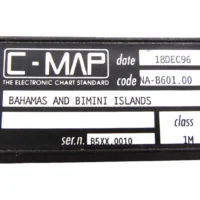 C-MAP
THE ELECTRONIC CHART STANDARD
date 18DEC96
code NA-B601.00
BAHAMAS AND BIMINI ISLANDS
class
ser.n. B5XX.0010 1M